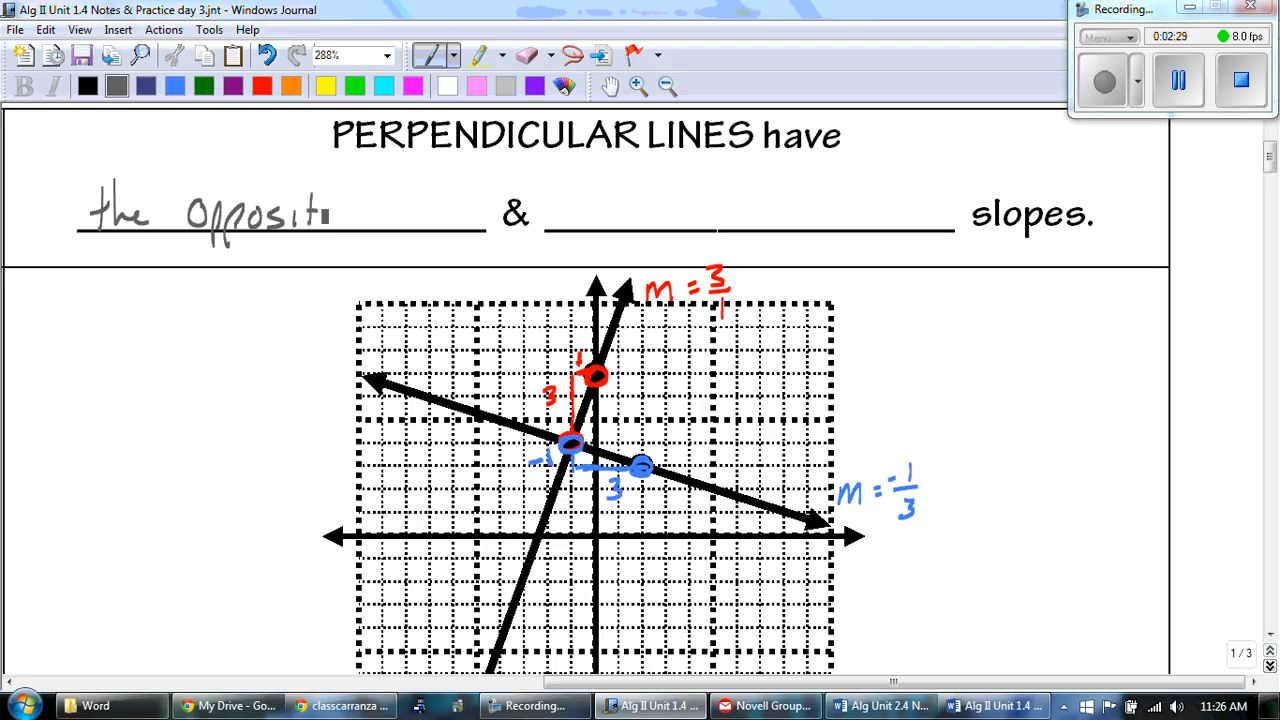 Alg II Unit 1.4 Notes & Practice day 3.jnt - Windows Journal
Recording...
File Edit View Insert Actions Tools Help
Menu
00:02:29
8.0 fps
288%
B I
PERPENDICULAR LINES have
the opposit & slopes.
m = 3/1
1
3
-1
3
m = -1/3
1 / 3
Word
My Drive - Go...
classcarranza ...
Recording...
Alg II Unit 1.4 ...
Novell Group...
Alg Unit 2.4 N...
Alg II Unit 1.4 ...
11:26 AM